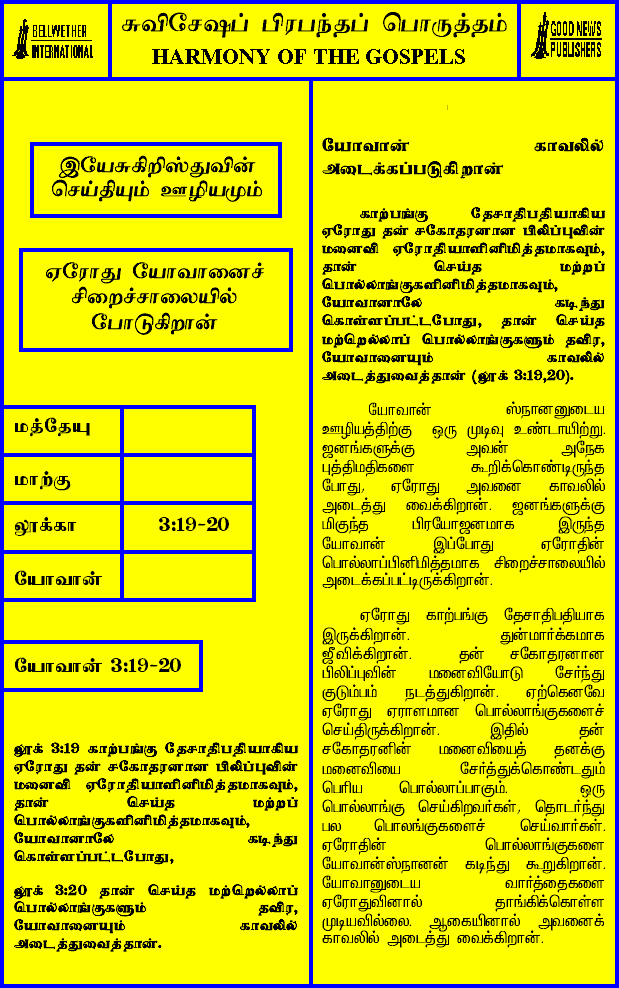 BELLWETHER
INTERNATIONAL
சுவிசேஷப் பிரபந்தப் பொருத்தம்
HARMONY OF THE GOSPELS
GOOD NEWS
PUBLISHERS
இயேசுகிறிஸ்துவின்
செய்தியும் ஊழியமும்
ஏரோது யோவானைச்
சிறைச்சாலையில்
போடுகிறான்
மத்தேயு
மாற்கு
லூக்கா 3:19-20
யோவான்
யோவான் 3:19-20
லூக் 3:19 காற்பங்கு தேசாதிபதியாகிய
ஏரோது தன் சகோதரனான பிலிப்புவின்
மனைவி ஏரோதியாளினிமித்தமாகவும்,
தான் செய்த மற்றப்
பொல்லாங்குகளினிமித்தமாகவும்,
யோவானாலே கடிந்து
கொள்ளப்பட்டபோது,
லூக் 3:20 தான் செய்த மற்றெல்லாப்
பொல்லாங்குகளும் தவிர,
யோவானையும் காவலில்
அடைத்துவைத்தான்.
யோவான் காவலில்
அடைக்கப்படுகிறான்
காற்பங்கு தேசாதிபதியாகிய
ஏரோது தன் சகோதரனான பிலிப்புவின்
மனைவி ஏரோதியாளினிமித்தமாகவும்,
தான் செய்த மற்றப்
பொல்லாங்குகளினிமித்தமாகவும்,
யோவானாலே கடிந்து
கொள்ளப்பட்டபோது, தான் செய்த
மற்றெல்லாப் பொல்லாங்குகளும் தவிர,
யோவானையும் காவலில்
அடைத்துவைத்தான் (லூக் 3:19,20).
யோவான் ஸ்நானனுடைய
ஊழியத்திற்கு ஒரு முடிவு உண்டாயிற்று.
ஜனங்களுக்கு அவன் அநேக
புத்திமதிகளை கூறிக்கொண்டிருந்த
போது, ஏரோது அவனை காவலில்
அடைத்து வைக்கிறான். ஜனங்களுக்கு
மிகுந்த பிரயோஜனமாக இருந்த
யோவான் இப்போது ஏரோதின்
பொல்லாப்பினிமித்தமாக சிறைச்சாலையில்
அடைக்கப்பட்டிருக்கிறான்.
ஏரோது காற்பங்கு தேசாதிபதியாக
இருக்கிறான். துன்மார்க்கமாக
ஜீவிக்கிறான். தன் சகோதரனான
பிலிப்புவின் மனைவியோடு சேர்ந்து
குடும்பம் நடத்துகிறான். ஏற்கெனவே
ஏரோது ஏராளமான பொல்லாங்குகளைச்
செய்திருக்கிறான். இதில் தன்
சகோதரனின் மனைவியைத் தனக்கு
மனைவியை சேர்த்துக்கொண்டதும்
பெரிய பொல்லாப்பாகும். ஒரு
பொல்லாங்கு செய்கிறவர்கள், தொடர்ந்து
பல பொலங்குகளைச் செய்வார்கள்.
ஏரோதின் பொல்லாங்குகளை
யோவான்ஸ்நானன் கடிந்து கூறுகிறான்.
யோவானுடைய வார்த்தைகளை
ஏரோதுவினால் தாங்கிக்கொள்ள
முடியவில்லை. ஆகையினால் அவனைக்
காவலில் அடைத்து வைக்கிறான்.